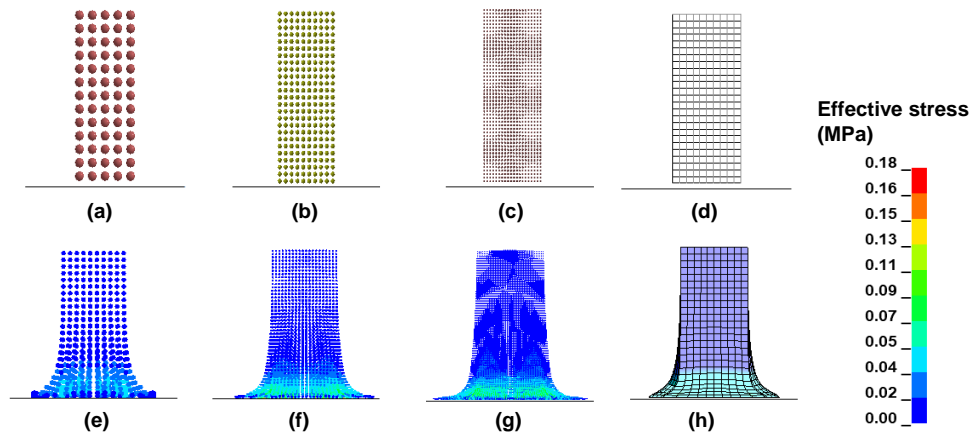 Effective stress
(MPa)
0.18
0.16
0.15
0.13
0.11
0.09
0.07
0.05
0.04
0.02
0.00
(a)
(b)
(c)
(d)
(e)
(f)
(g)
(h)